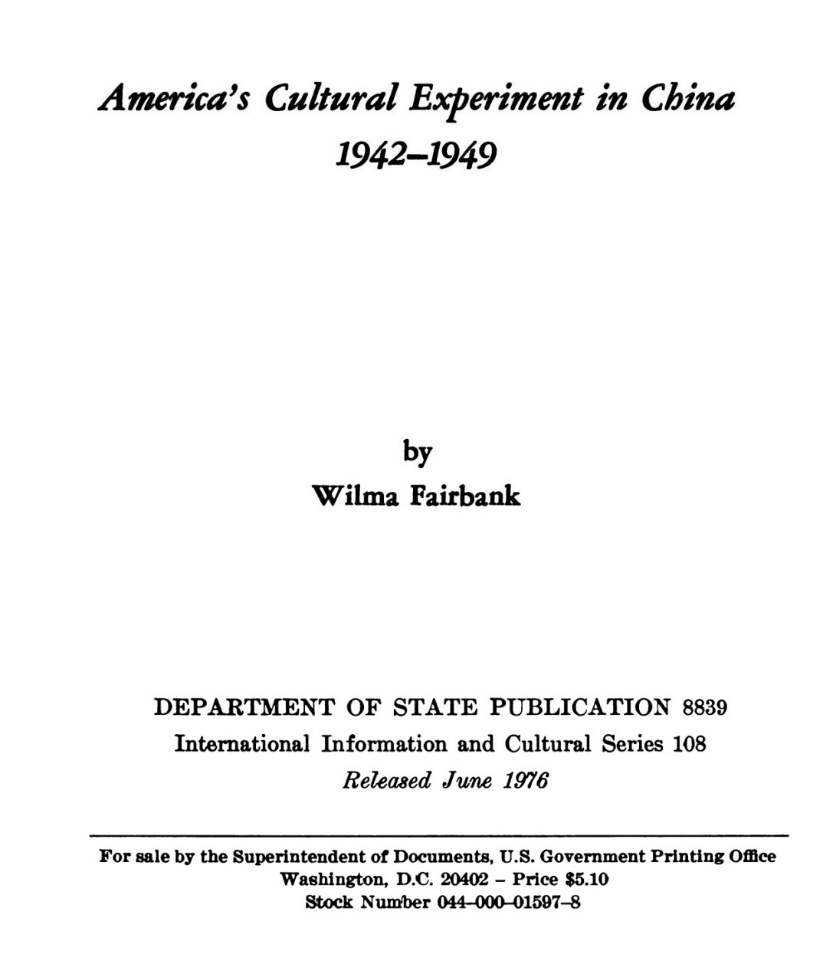 America's Cultural Experiment in China
1942–1949
by
Wilma Fairbank
DEPARTMENT OF STATE PUBLICATION 8839
International Information and Cultural Series 108
Released June 1976
For sale by the Superintendent of Documents, U.S. Government Printing Office
Washington, D.C. 20402 – Price $5.10
Stock Number 044–000–01597–8